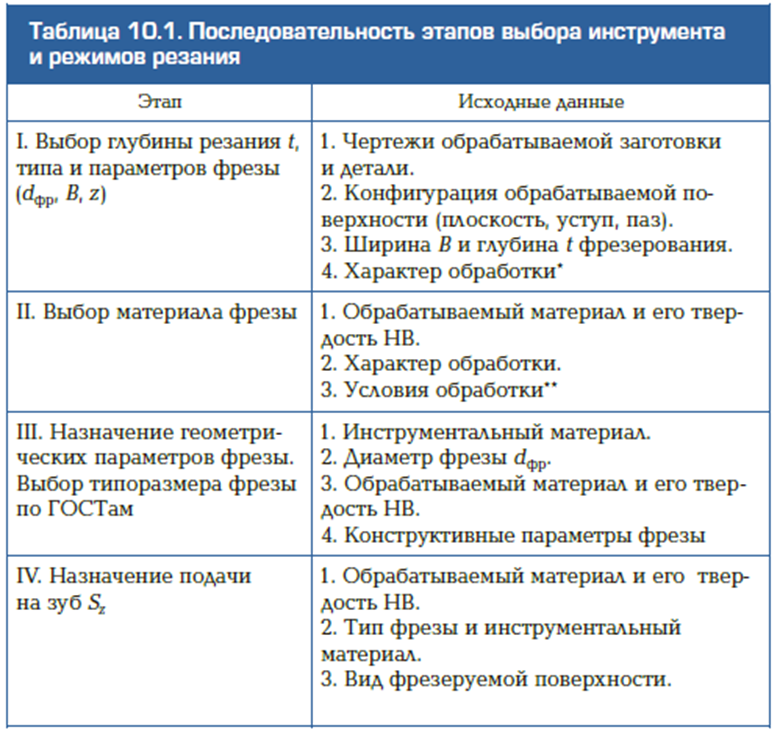 Таблица 10.1. Последовательность этапов выбора инструмента
и режимов резания
Этап
Исходные данные
I. Выбор глубины резания t,
типа и параметров фрезы
(dфр, B, z)
1. Чертежи обрабатываемой заготовки
и детали.
2. Конфигурация обрабатываемой по-
верхности (плоскость, уступ, паз).
3. Ширина B и глубина t фрезерования.
4. Характер обработки*
II. Выбор материала фрезы
1. Обрабатываемый материал и его твер-
дость НВ.
2. Характер обработки.
3. Условия обработки**
III. Назначение геометри-
ческих параметров фрезы.
Выбор типоразмера фрезы
по ГОСТам
1. Инструментальный материал.
2. Диаметр фрезы dфр.
3. Обрабатываемый материал и его твер-
дость НВ.
4. Конструктивные параметры фрезы
IV. Назначение подачи
на зуб Sz
1. Обрабатываемый материал и его твер-
дость НВ.
2. Тип фрезы и инструментальный
материал.
3. Вид фрезеруемой поверхности.